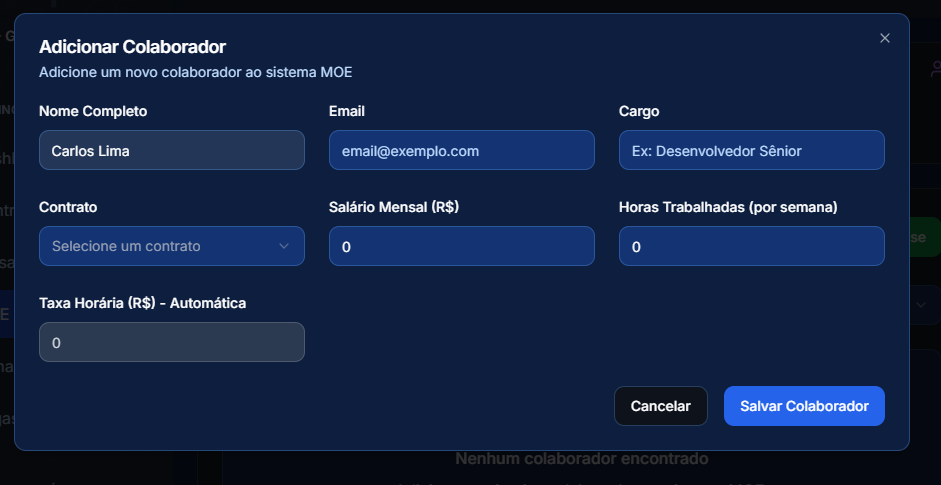 Adicionar Colaborador
Adicione um novo colaborador ao sistema MOE
Nome Completo
Email
Cargo
Carlos Lima
email@exemplo.com
Ex: Desenvolvedor Sênior
Contrato
Salário Mensal (R$)
Horas Trabalhadas (por semana)
Selecione um contrato
0
0
Taxa Horária (R$) - Automática
0
Cancelar
Salvar Colaborador
Nenhum colaborador encontrado